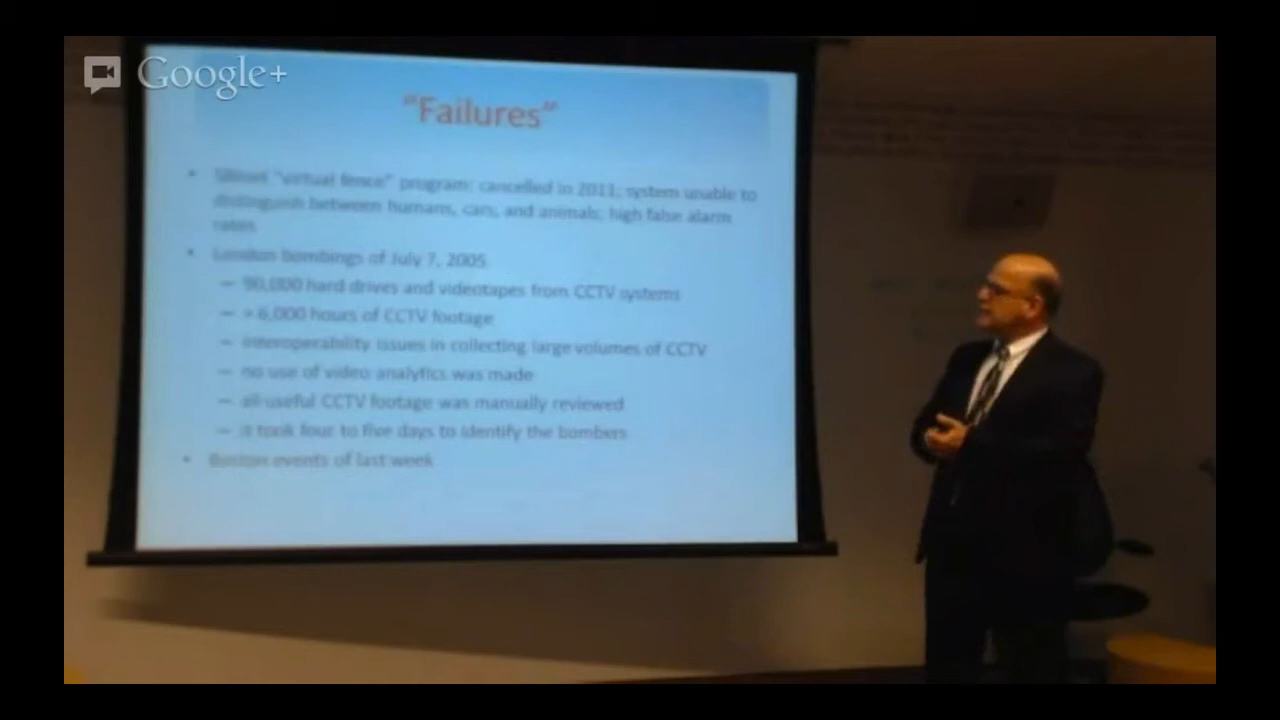 Google+
"Failures"
• SBInet "virtual fence" program: cancelled in 2011; system unable to
distinguish between humans, cars, and animals; high false alarm
rates
• London bombings of July 7, 2005
– 90,000 hard drives and videotapes from CCTV systems
– + 6,000 hours of CCTV footage
– interoperability issues in collecting large volumes of CCTV
– no use of video analytics was made
– all useful CCTV footage was manually reviewed
– it took four to five days to identify the bombers
• Boston events of last week